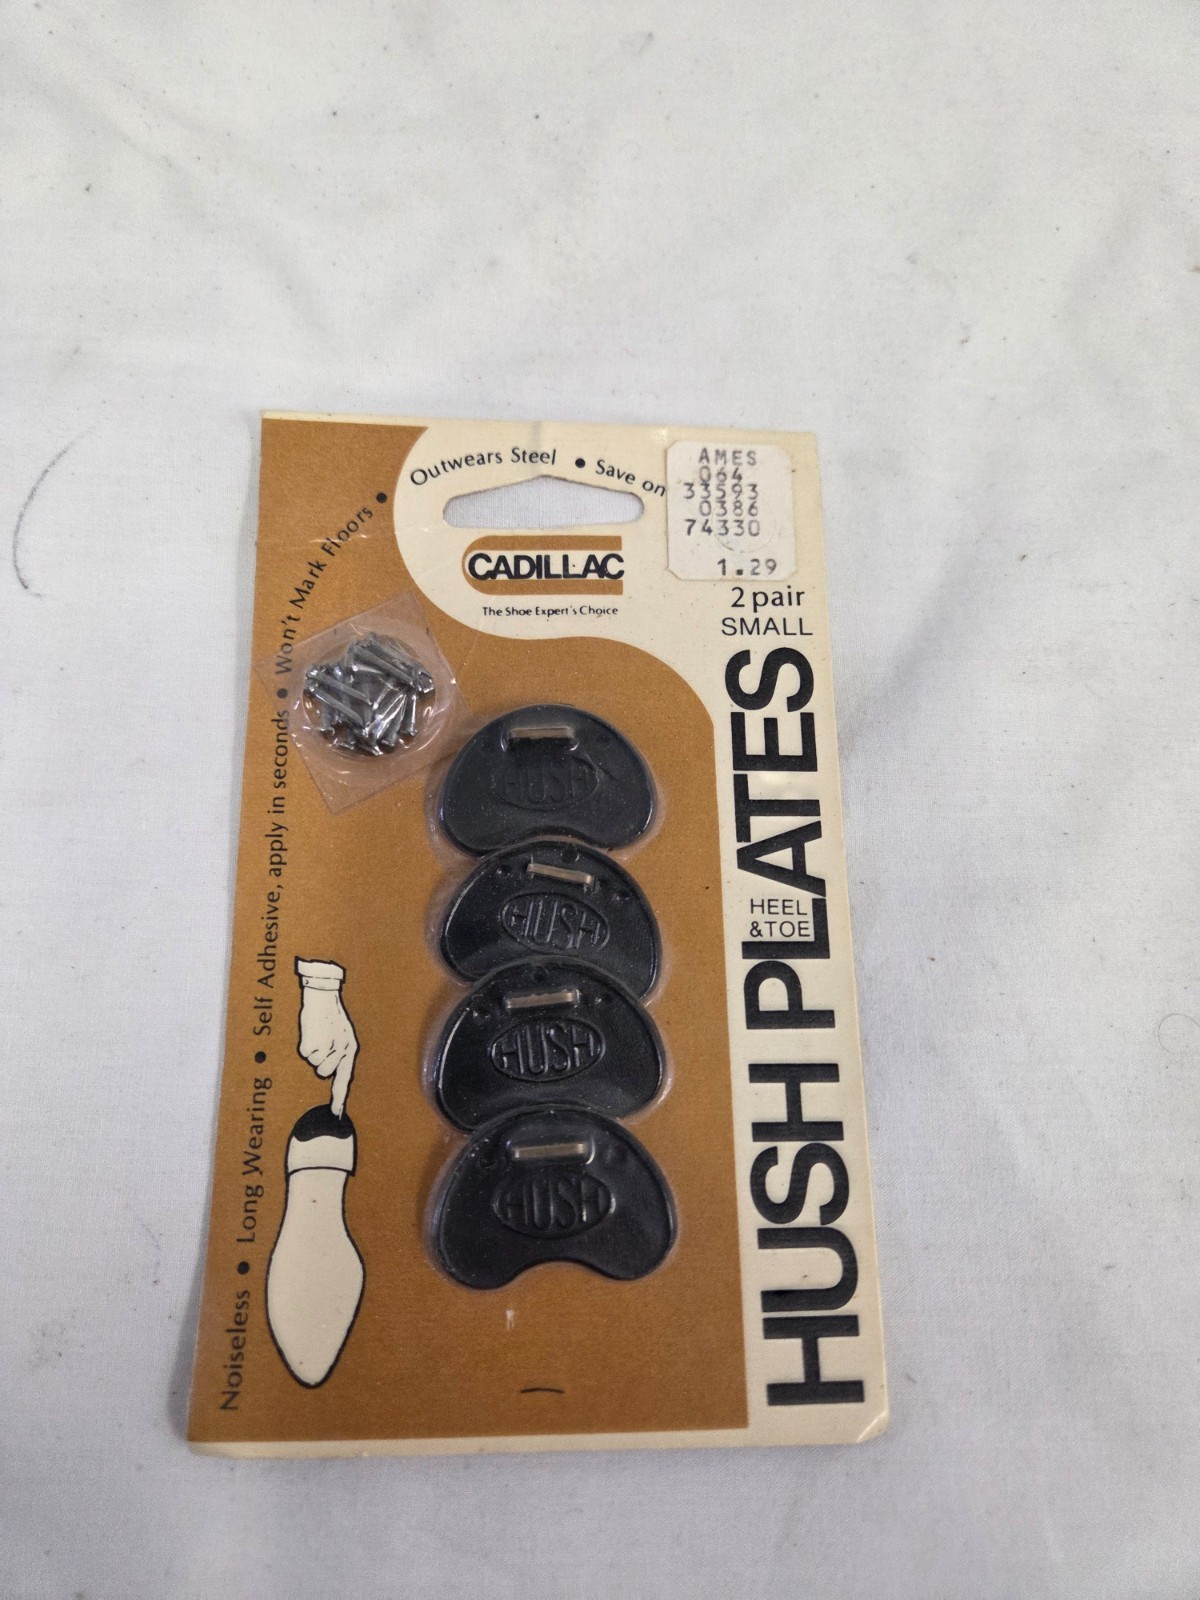 Noiseless • Long Wearing • Self Adhesive, apply in seconds • Won't Mark Floors • Outwears Steel • Save on
AMES
064
33593
0386
74330
1.29
CADILLAC
The Shoe Expert's Choice
2 pair
SMALL
HUSH PLATES
HEEL
&TOE
HUSH
HUSH
HUSH
HUSH